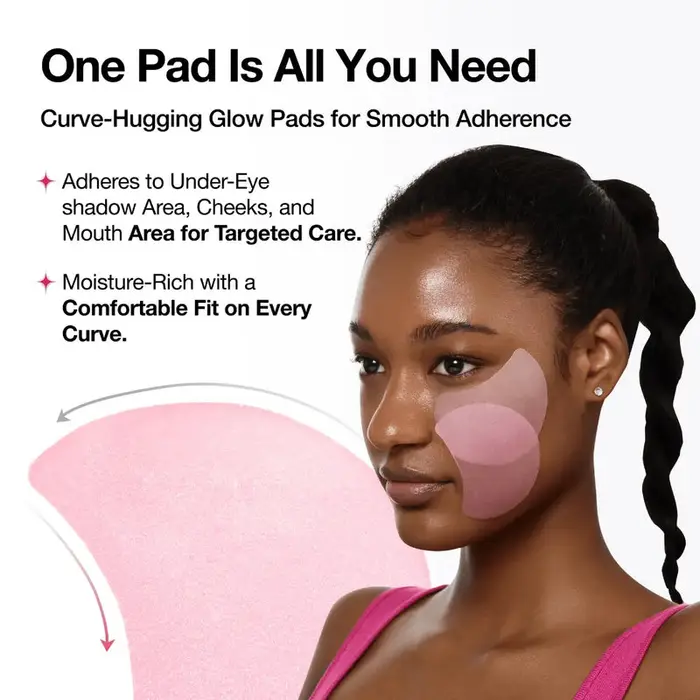 One Pad Is All You Need
Curve-Hugging Glow Pads for Smooth Adherence
Adheres to Under-Eye
shadow Area, Cheeks, and
Mouth Area for Targeted Care.
Moisture-Rich with a
Comfortable Fit on Every
Curve.